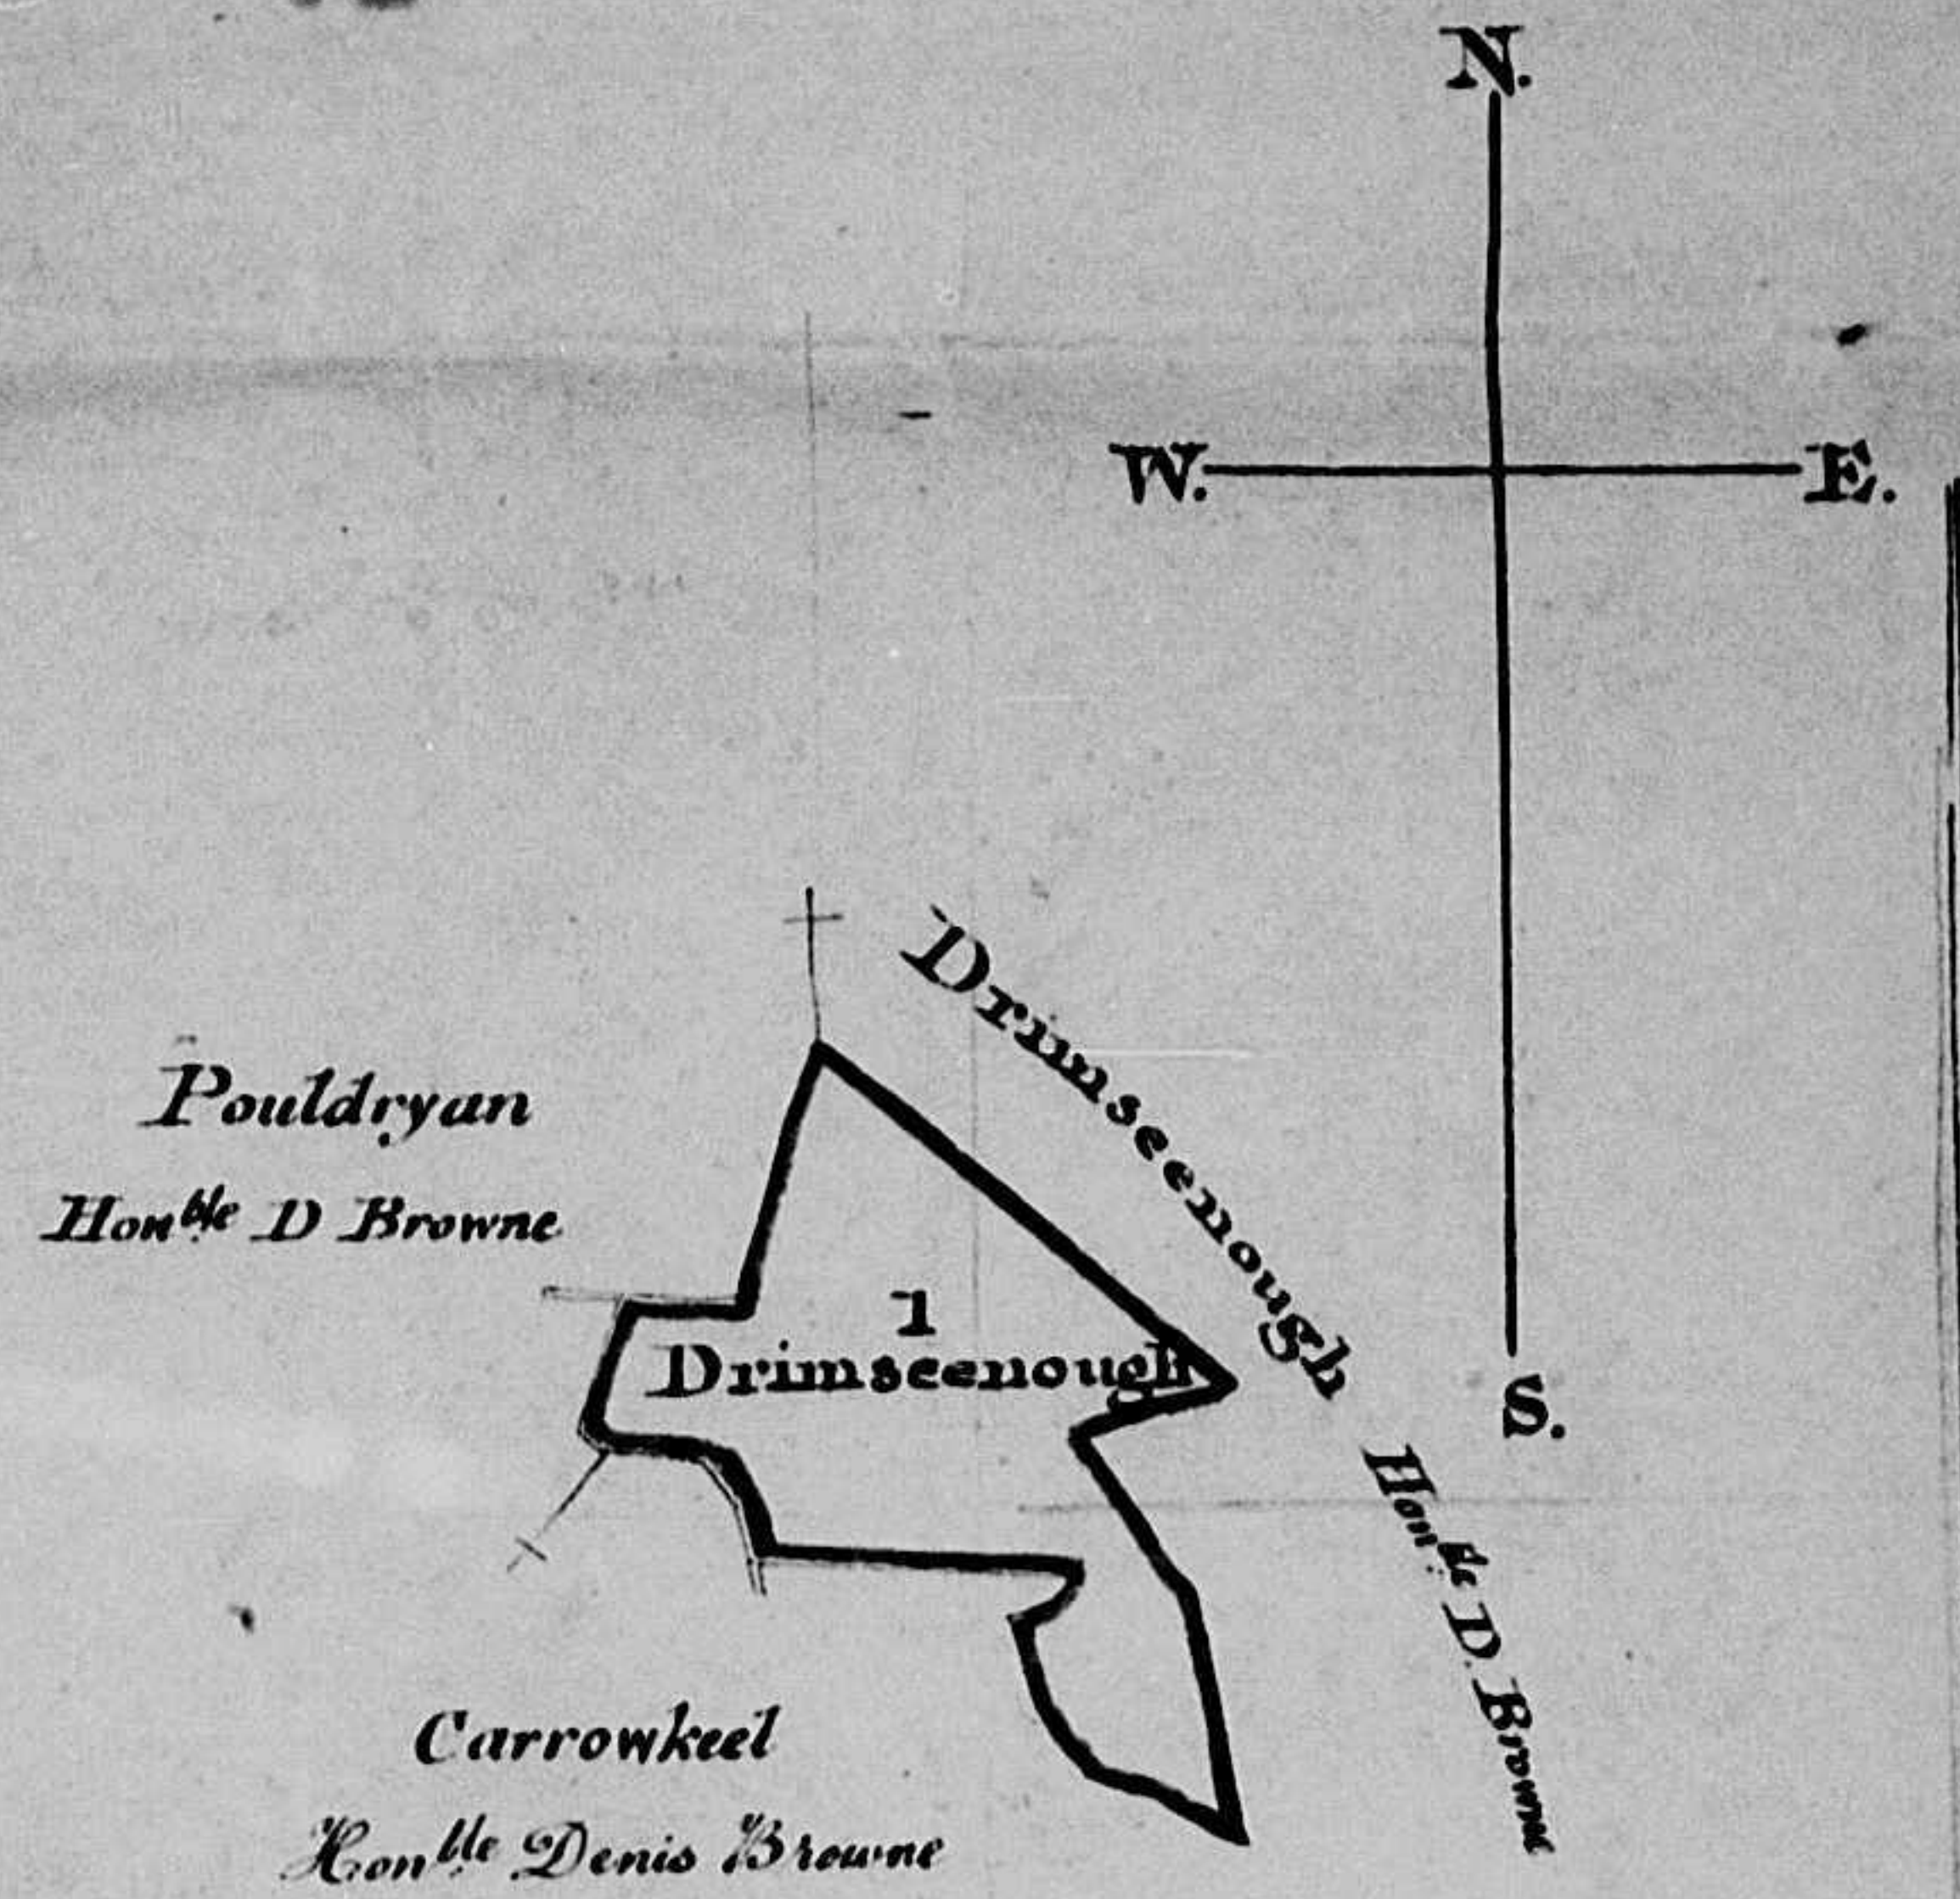 N.
W. E.
S.
Drimseenough
Hon.ble D. Browne
Pouldryan
Hon.ble D Browne
1
Drimseenough
Carrowkeel
Hon.ble Denis Browne